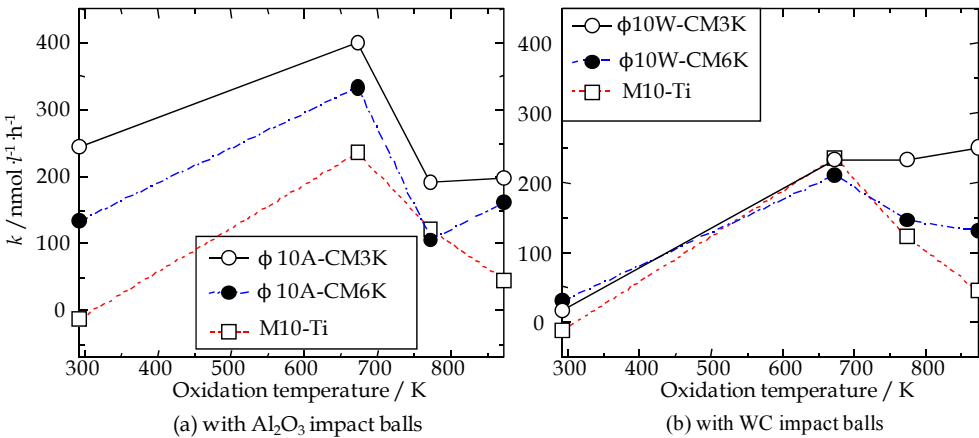 400
300
200
100
0
k / nmol·l⁻¹·h⁻¹
ϕ 10A-CM3K
ϕ 10A-CM6K
M10-Ti
300 400 500 600 700 800
Oxidation temperature / K
(a) with Al₂O₃ impact balls
400
300
200
100
0
ϕ10W-CM3K
ϕ10W-CM6K
M10-Ti
300 400 500 600 700 800
Oxidation temperature / K
(b) with WC impact balls